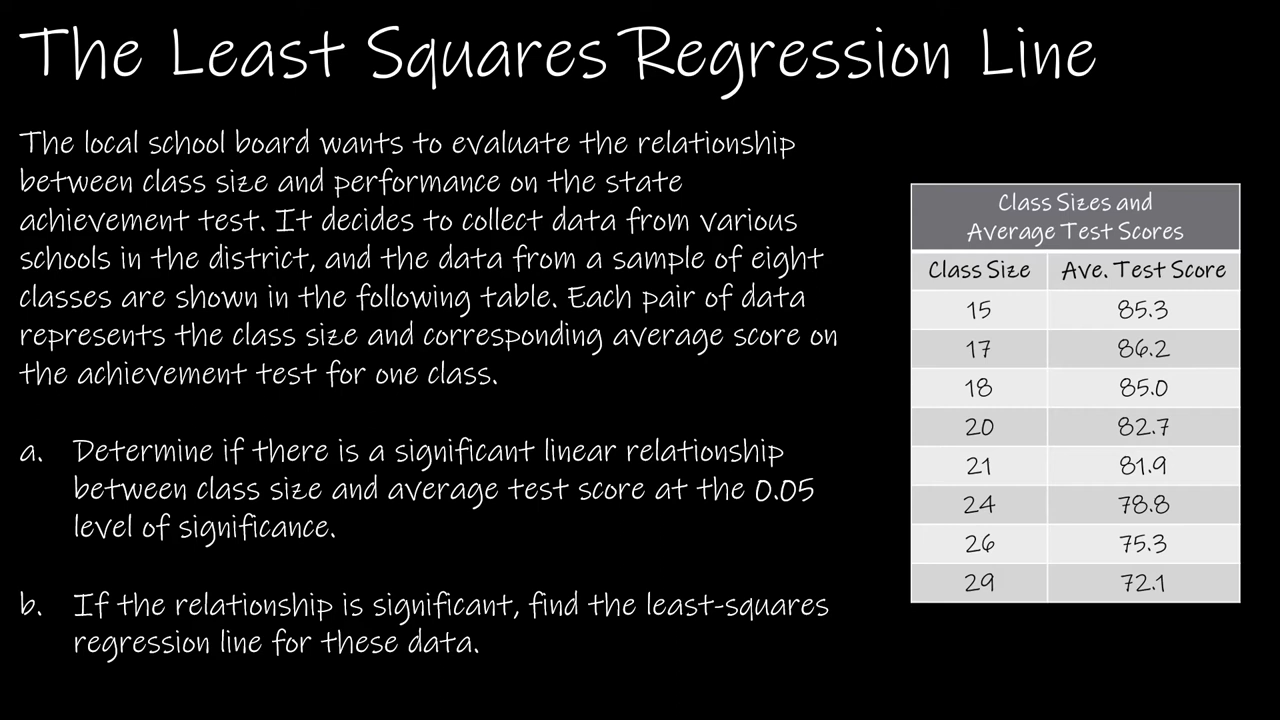 The Least Squares Regression Line
The local school board wants to evaluate the relationship
between class size and performance on the state
achievement test. It decides to collect data from various
schools in the district, and the data from a sample of eight
classes are shown in the following table. Each pair of data
represents the class size and corresponding average score on
the achievement test for one class.
a. Determine if there is a significant linear relationship
between class size and average test score at the 0.05
level of significance.
b. If the relationship is significant, find the least-squares
regression line for these data.
Class Sizes and
Average Test Scores
Class Size Ave. Test Score
15 85.3
17 86.2
18 85.0
20 82.7
21 81.9
24 78.8
26 75.3
29 72.1